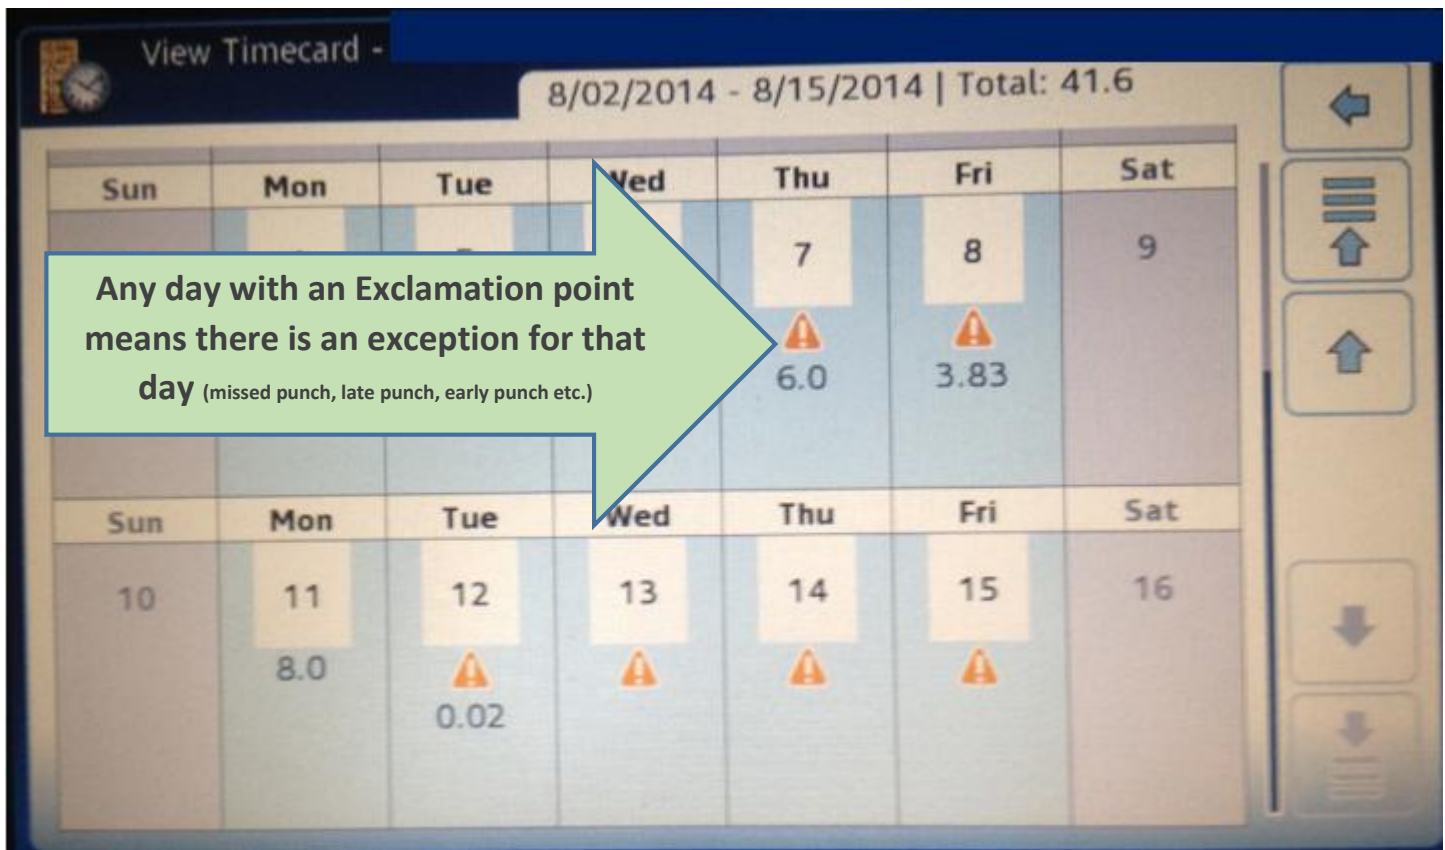 View Timecard -
8/02/2014 - 8/15/2014 | Total: 41.6
Sun Mon Tue Wed Thu Fri Sat
7 8 9
Any day with an Exclamation point
means there is an exception for that
day (missed punch, late punch, early punch etc.)
6.0 3.83
Sun Mon Tue Wed Thu Fri Sat
10 11 12 13 14 15 16
8.0
0.02